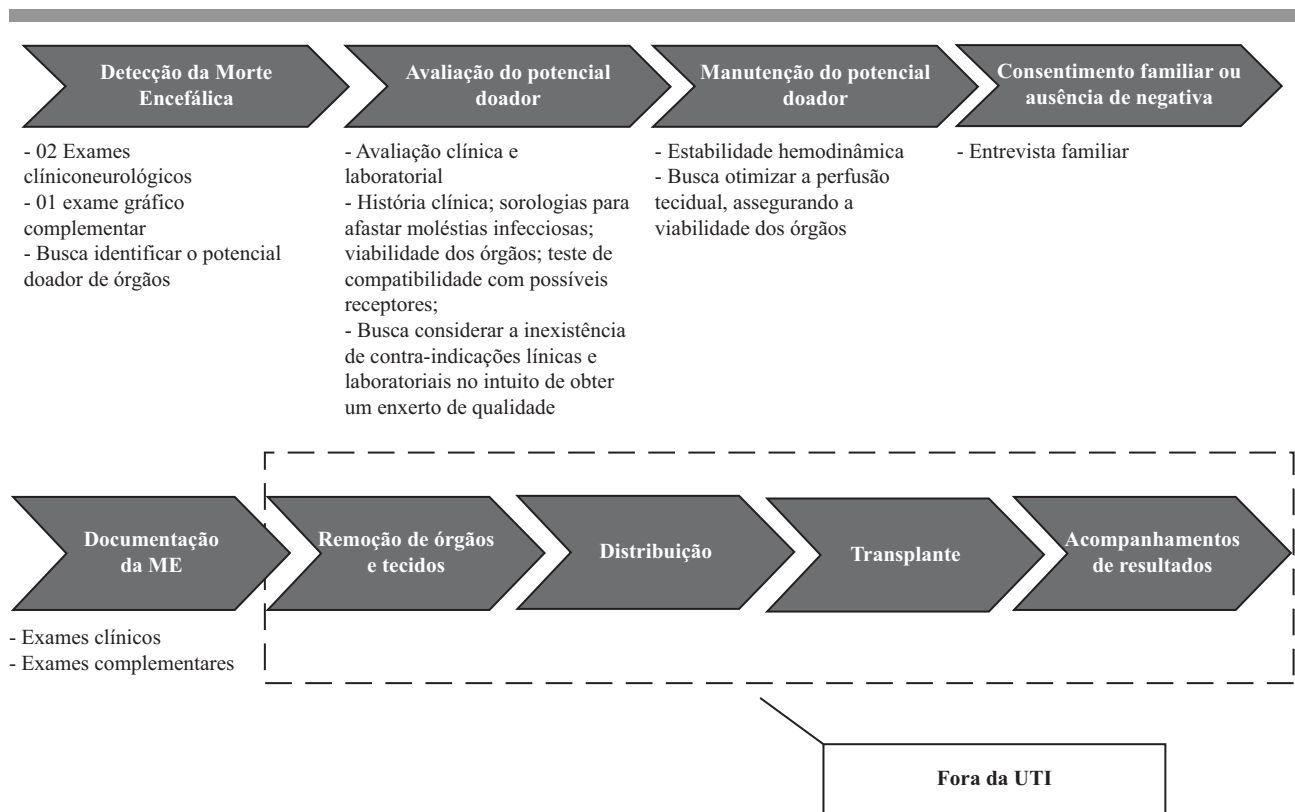 Detecção da Morte
Encefálica
- 02 Exames
clíniconeurológicos
- 01 exame gráfico
complementar
- Busca identificar o potencial
doador de órgãos
Avaliação do potencial
doador
- Avaliação clínica e
laboratorial
- História clínica; sorologias para
afastar moléstias infecciosas;
viabilidade dos órgãos; teste de
compatibilidade com possíveis
receptores;
- Busca considerar a inexistência
de contra-indicações línicas e
laboratoriais no intuito de obter
um enxerto de qualidade
Manutenção do potencial
doador
- Estabilidade hemodinâmica
- Busca otimizar a perfusão
tecidual, assegurando a
viabilidade dos órgãos
Consentimento familiar ou
ausência de negativa
- Entrevista familiar
Documentação
da ME
- Exames clínicos
- Exames complementares
Remoção de órgãos
e tecidos
Distribuição
Transplante
Acompanhamentos
de resultados
Fora da UTI